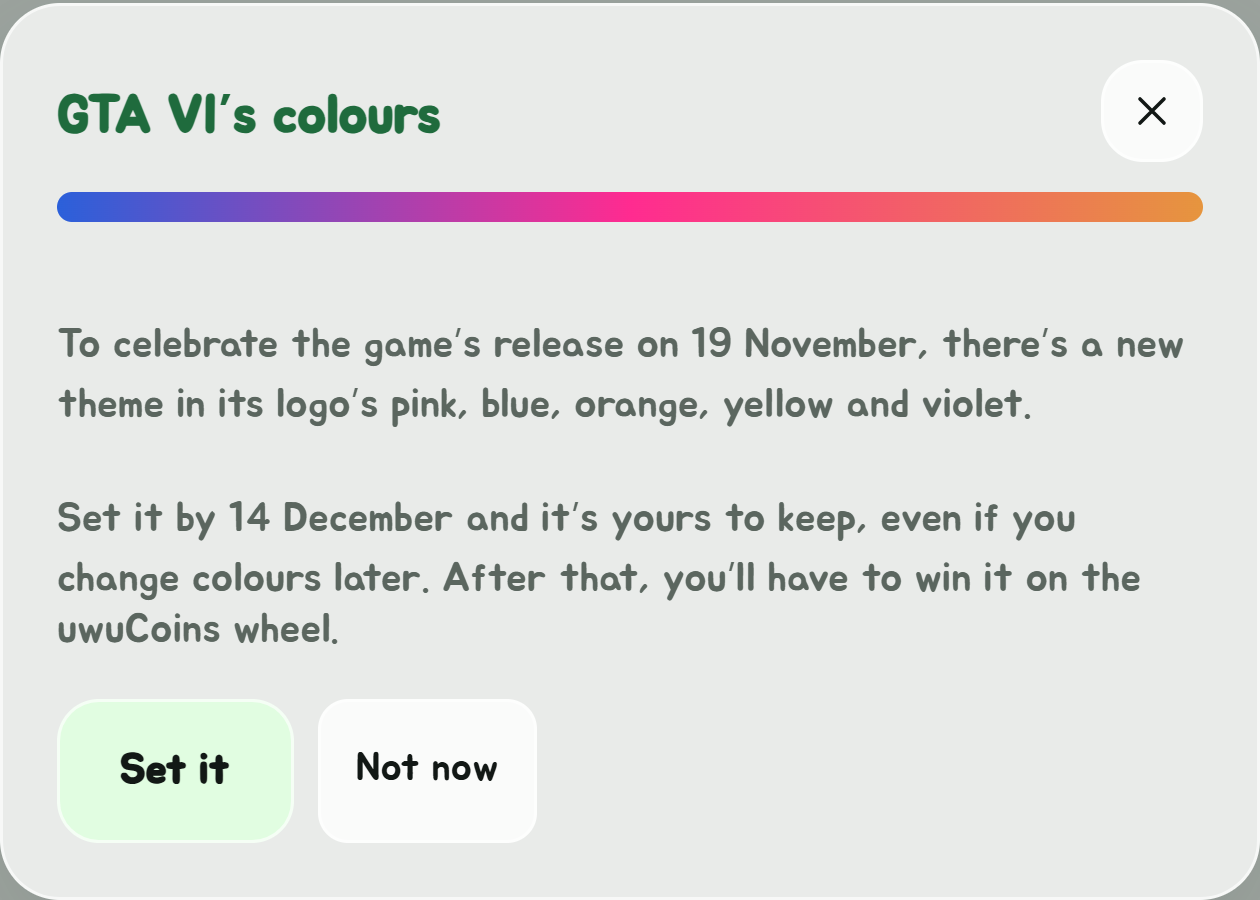 GTA VI's colours
To celebrate the game's release on 19 November, there's a new
theme in its logo's pink, blue, orange, yellow and violet.
Set it by 14 December and it's yours to keep, even if you
change colours later. After that, you'll have to win it on the
uwuCoins wheel.
Set it
Not now